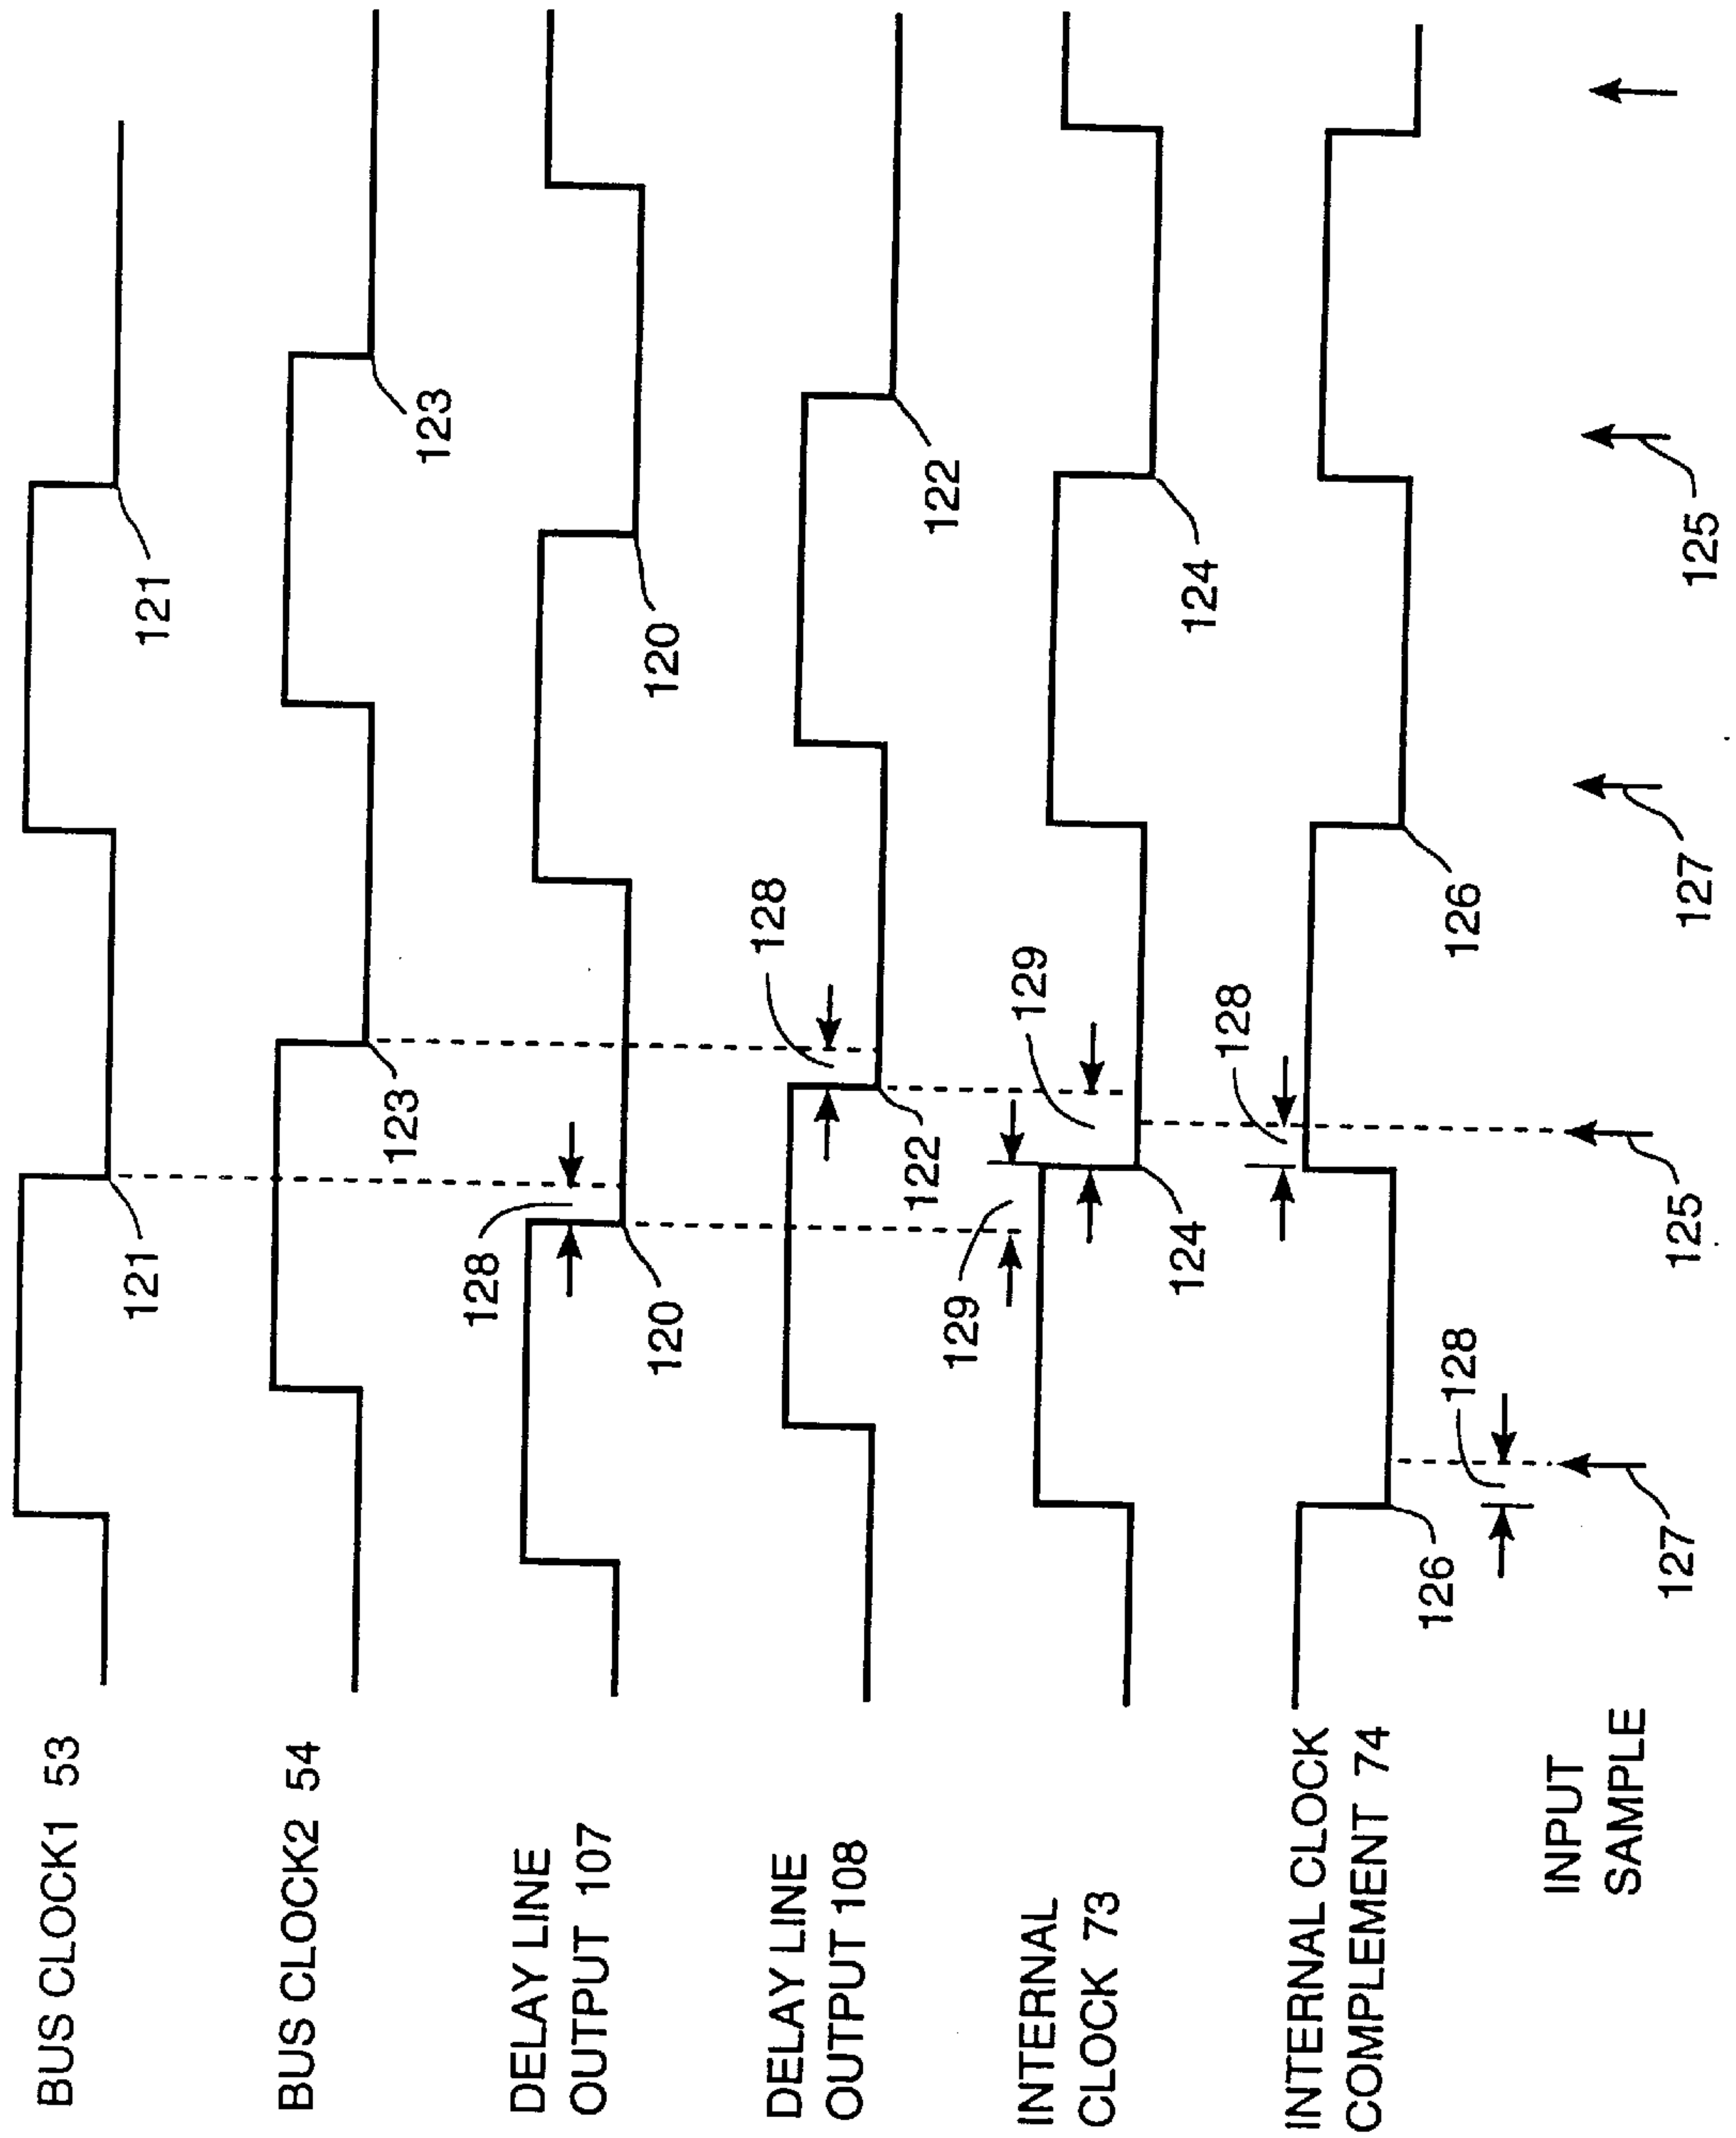 BUS CLOCK1 53
121
121
BUS CLOCK2 54
123
123
DELAY LINE
OUTPUT 107
128
120
120
DELAY LINE
OUTPUT 108
128
122
122
INTERNAL
CLOCK 73
129
129
124
124
INTERNAL CLOCK
COMPLEMENT 74
128
126
128
126
INPUT
SAMPLE
127
125
127
125